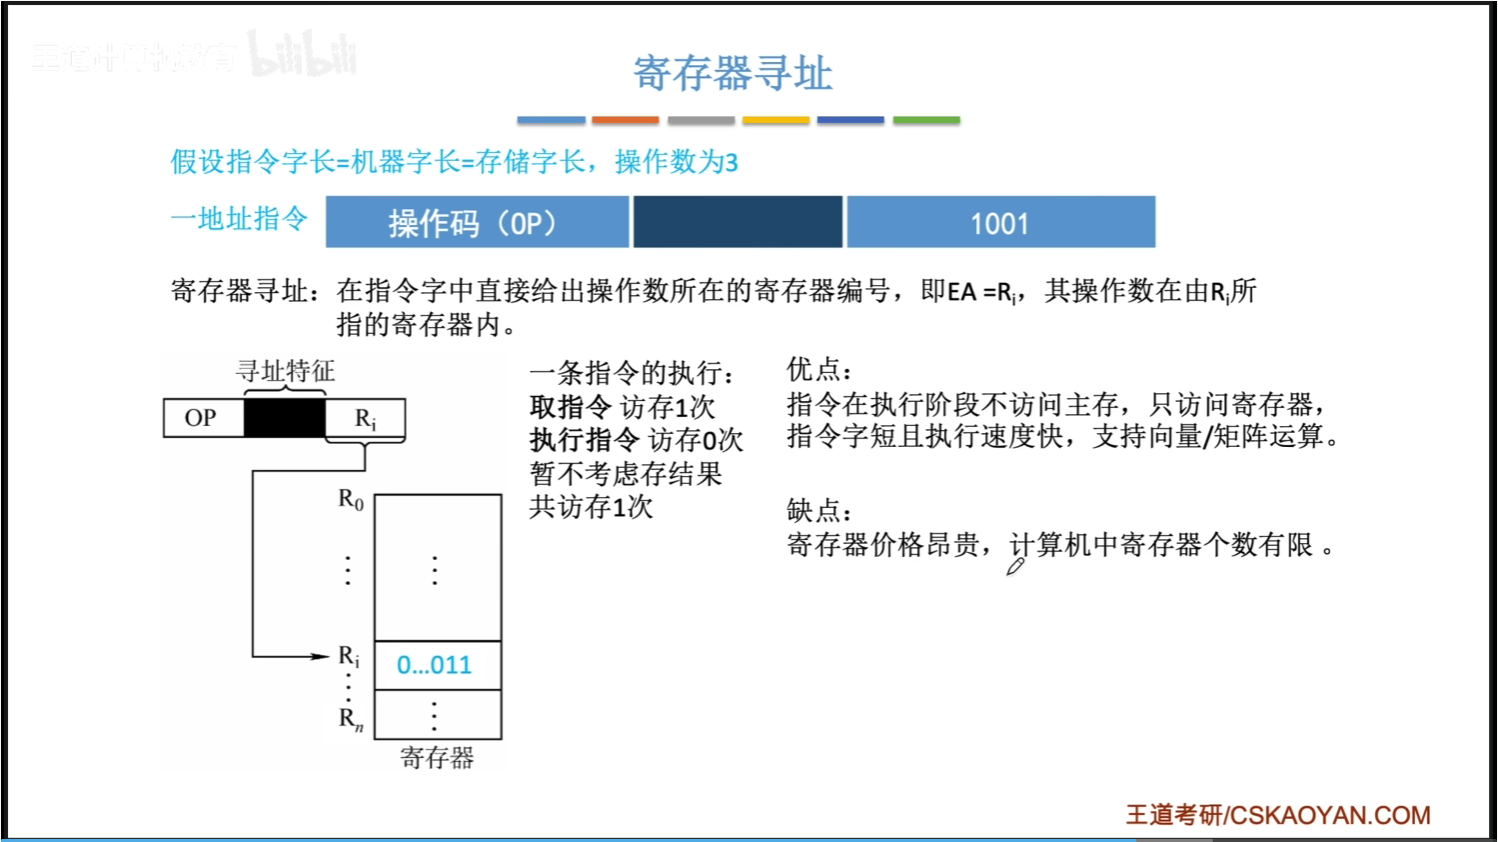 王道计算机教育 bilibili
寄存器寻址
假设指令字长=机器字长=存储字长，操作数为3
一地址指令 操作码（OP） 1001
寄存器寻址：在指令字中直接给出操作数所在的寄存器编号，即EA =Ri，其操作数在由Ri所
指的寄存器内。
寻址特征
OP Ri
R0
Ri 0...011
Rn
寄存器
一条指令的执行：
取指令 访存1次
执行指令 访存0次
暂不考虑存结果
共访存1次
优点：
指令在执行阶段不访问主存，只访问寄存器，
指令字短且执行速度快，支持向量/矩阵运算。
缺点：
寄存器价格昂贵，计算机中寄存器个数有限 。
王道考研/CSKAOYAN.COM